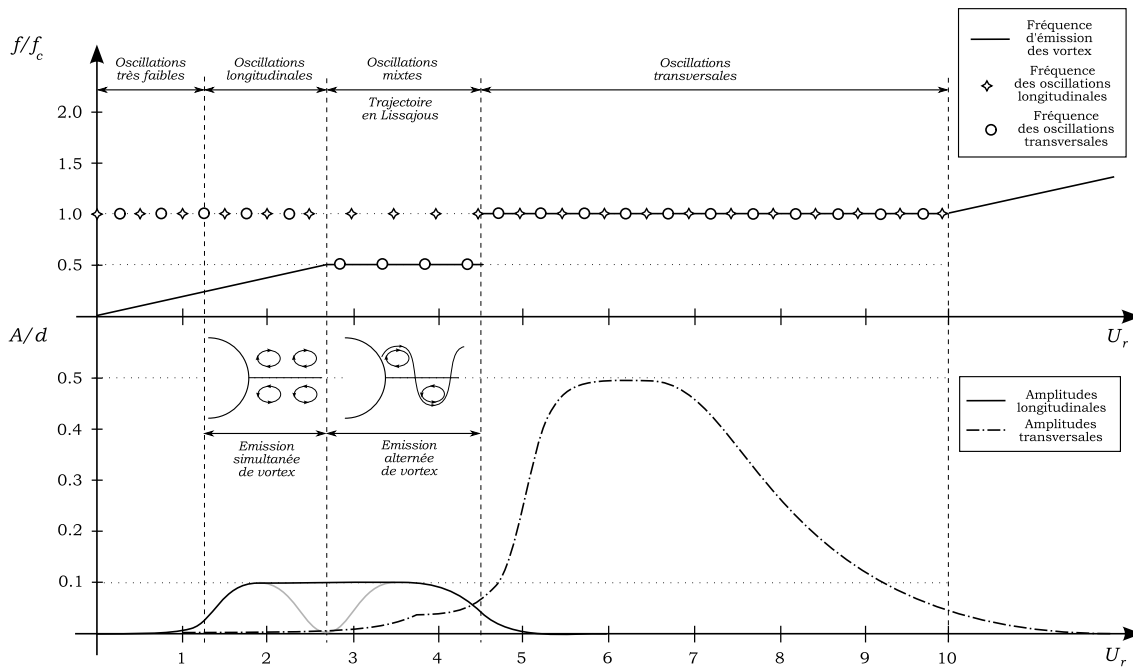 f/f_c
Oscillations
très faibles
Oscillations
longitudinales
Oscillations
mixtes
Trajectoire
en Lissajous
Oscillations
transversales
Fréquence
d'émission
des vortex
Fréquence
des oscillations
longitudinales
Fréquence
des oscillations
transversales
2.0
1.5
1.0
0.5
U_r
A/d
0.5
0.4
0.3
0.2
0.1
Emission
simultanée
de vortex
Emission
alternée
de vortex
Amplitudes
longitudinales
Amplitudes
transversales
1 2 3 4 5 6 7 8 9 10
U_r